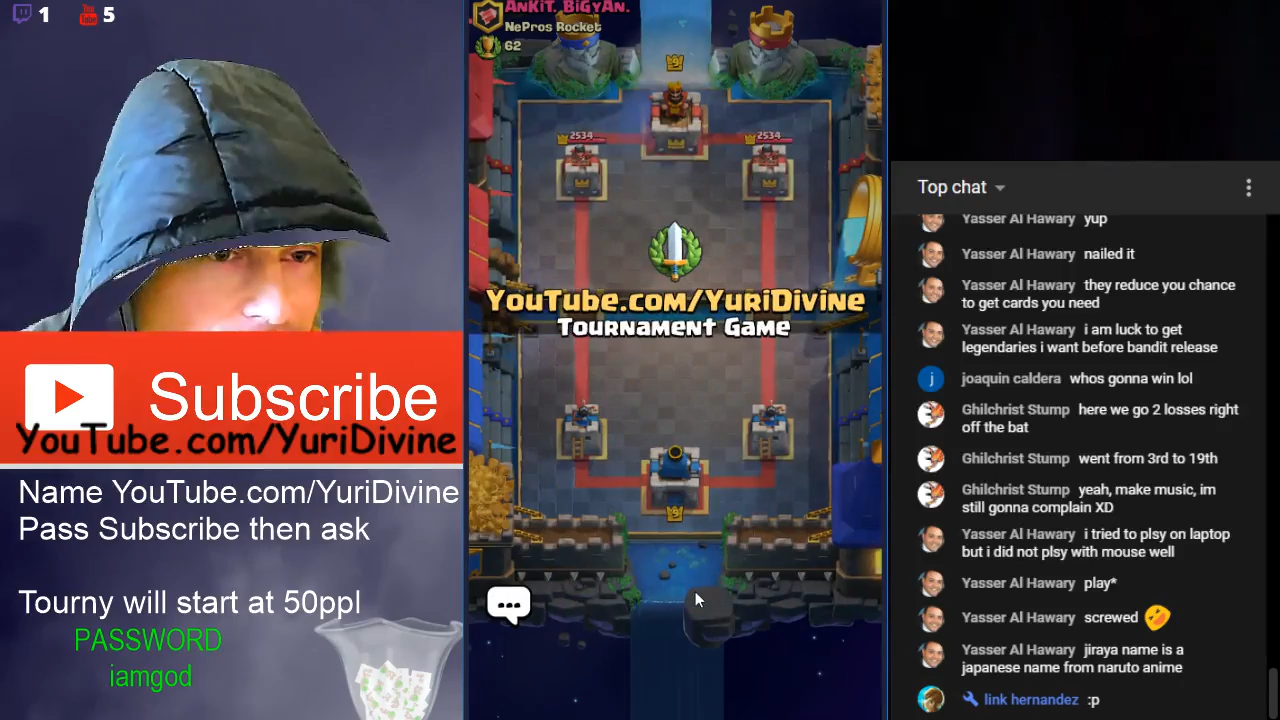 1
You Tube
5
Subscribe
YouTube.com/YuriDivine
Name YouTube.com/YuriDivine
Pass Subscribe then ask
Tourny will start at 50ppl
PASSWORD
iamgod
AnKiT. BiGyAn.
NePros Rocket
62
2534
2534
YouTube.com/YuriDivine
Tournament Game
Top chat
Yasser Al Hawary yup
Yasser Al Hawary nailed it
Yasser Al Hawary they reduce you chance
to get cards you need
Yasser Al Hawary i am luck to get
legendaries i want before bandit release
j
joaquin caldera whos gonna win lol
Ghilchrist Stump here we go 2 losses right
off the bat
Ghilchrist Stump went from 3rd to 19th
Ghilchrist Stump yeah, make music, im
still gonna complain XD
Yasser Al Hawary i tried to plsy on laptop
but i did not plsy with mouse well
Yasser Al Hawary play*
Yasser Al Hawary screwed
Yasser Al Hawary jiraya name is a
japanese name from naruto anime
link hernandez :p